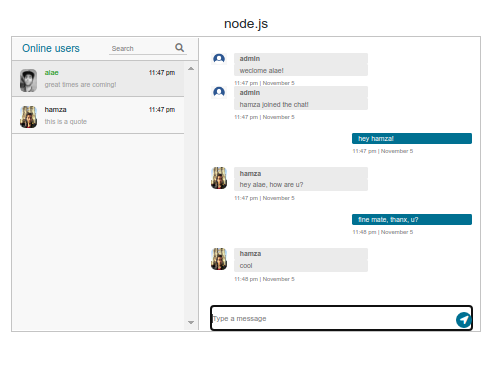 node.js
Online users
Search
alae
11:47 pm
great times are coming!
hamza
11:47 pm
this is a quote
admin
weclome alae!
11:47 pm | November 5
admin
hamza joined the chat!
11:47 pm | November 5
hey hamza!
11:47 pm | November 5
hamza
hey alae, how are u?
11:47 pm | November 5
fine mate, thanx, u?
11:48 pm | November 5
hamza
cool
11:48 pm | November 5
Type a message